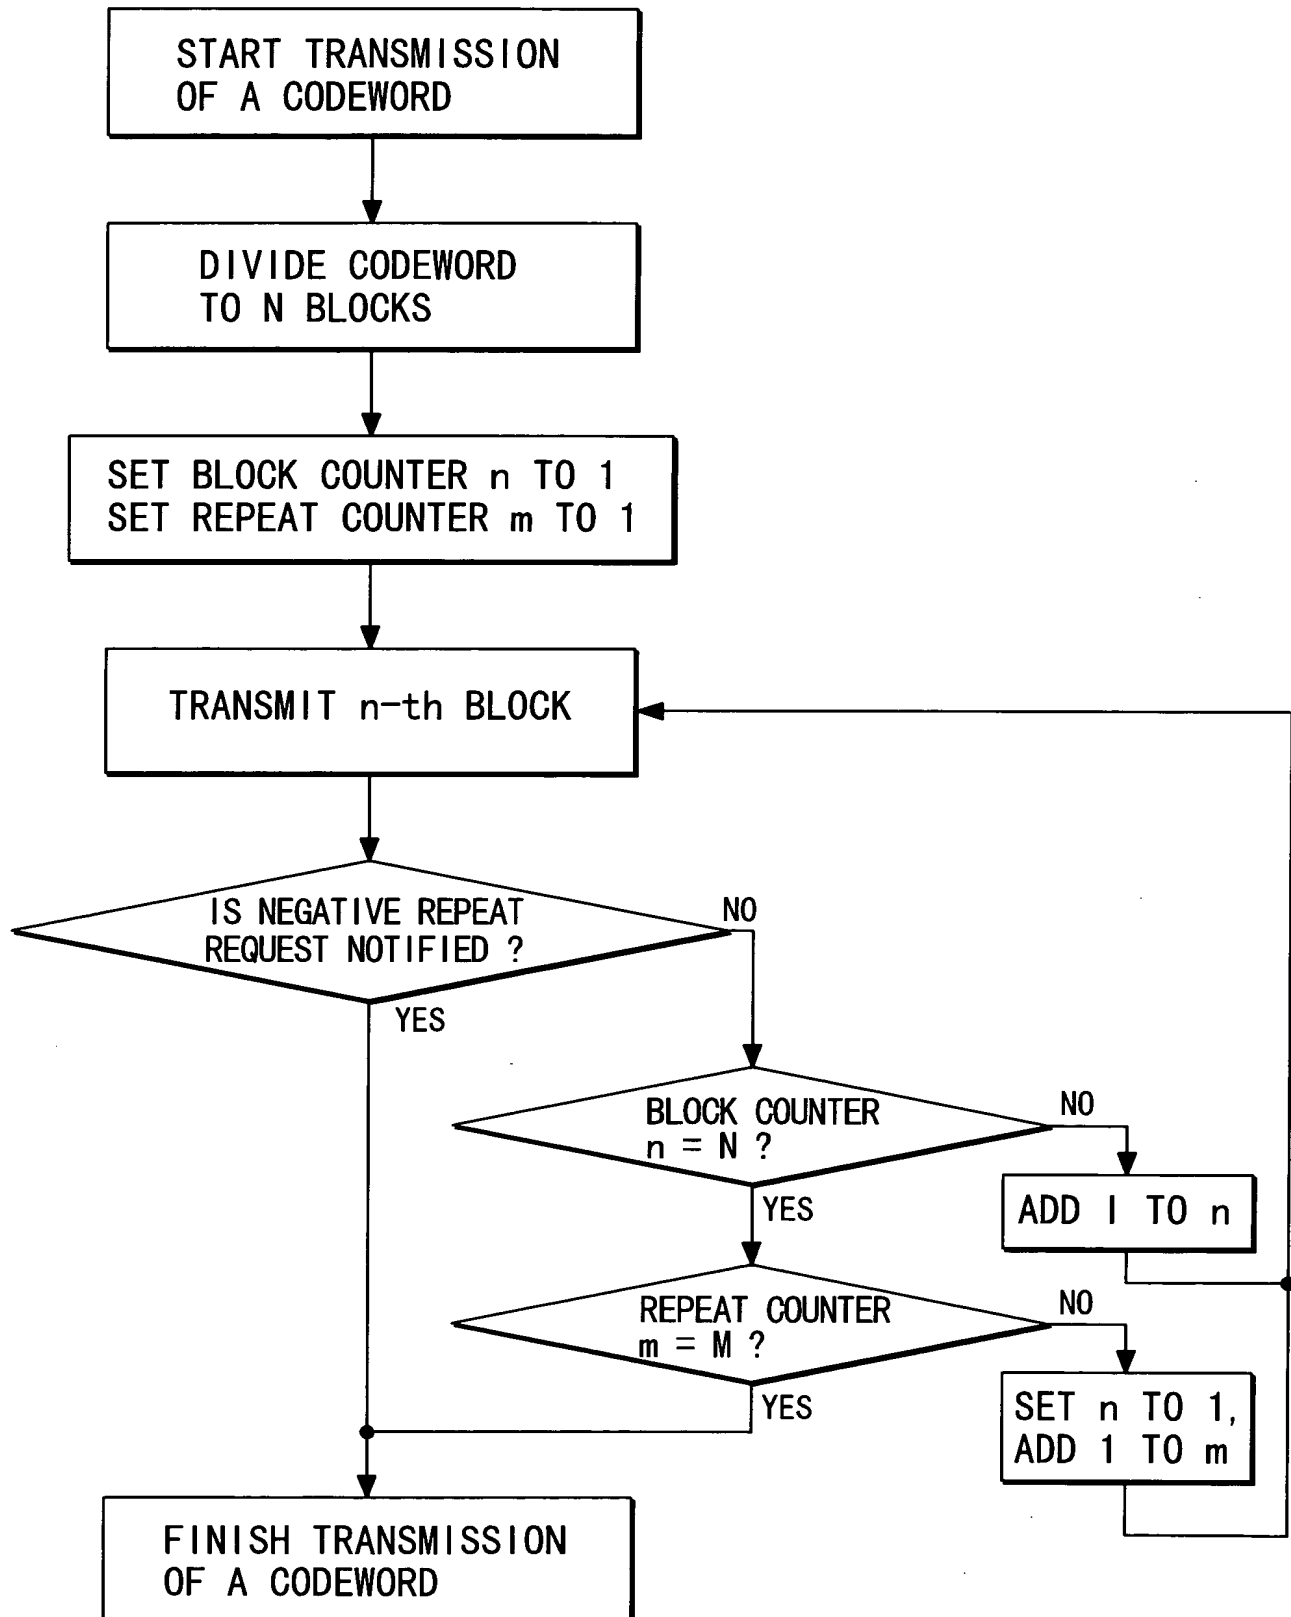 START TRANSMISSION
OF A CODEWORD
DIVIDE CODEWORD
TO N BLOCKS
SET BLOCK COUNTER n TO 1
SET REPEAT COUNTER m TO 1
TRANSMIT n-th BLOCK
IS NEGATIVE REPEAT
REQUEST NOTIFIED ?
NO
YES
BLOCK COUNTER
n = N ?
NO
YES
ADD 1 TO n
REPEAT COUNTER
m = M ?
NO
YES
SET n TO 1,
ADD 1 TO m
FINISH TRANSMISSION
OF A CODEWORD